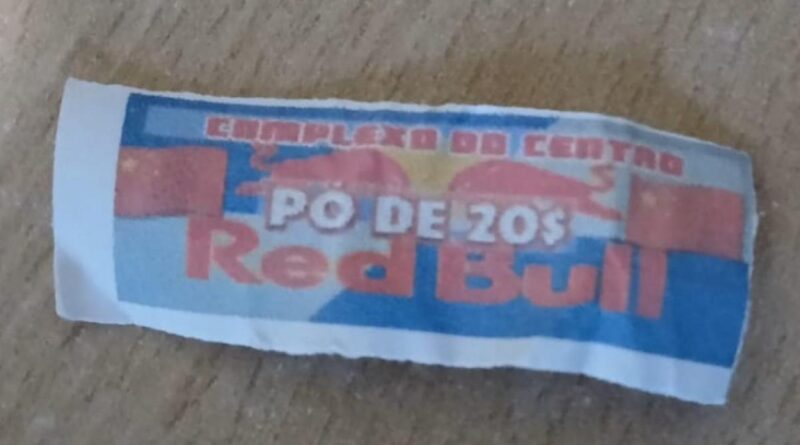 COMPLEXO DO CENTRO
PÓ DE 20$
Red Bull